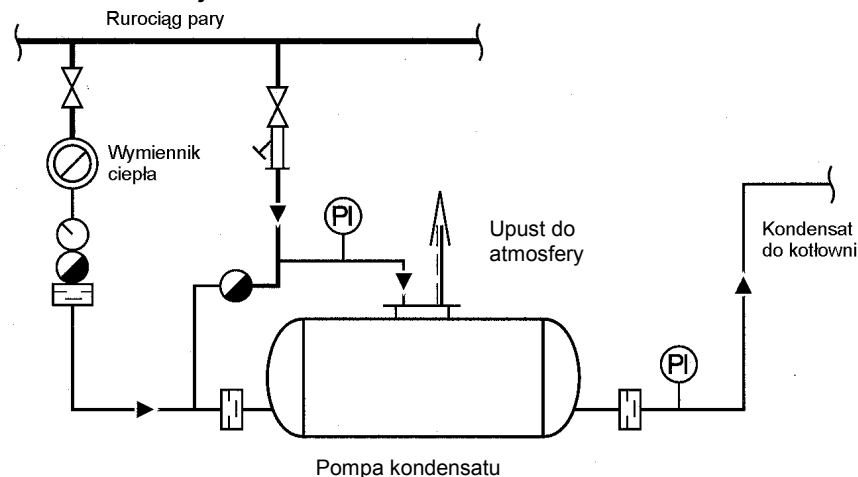 Rurociąg pary
Wymiennik
ciepła
PI
Upust do
atmosfery
Kondensat
do kotłowni
PI
Pompa kondensatu